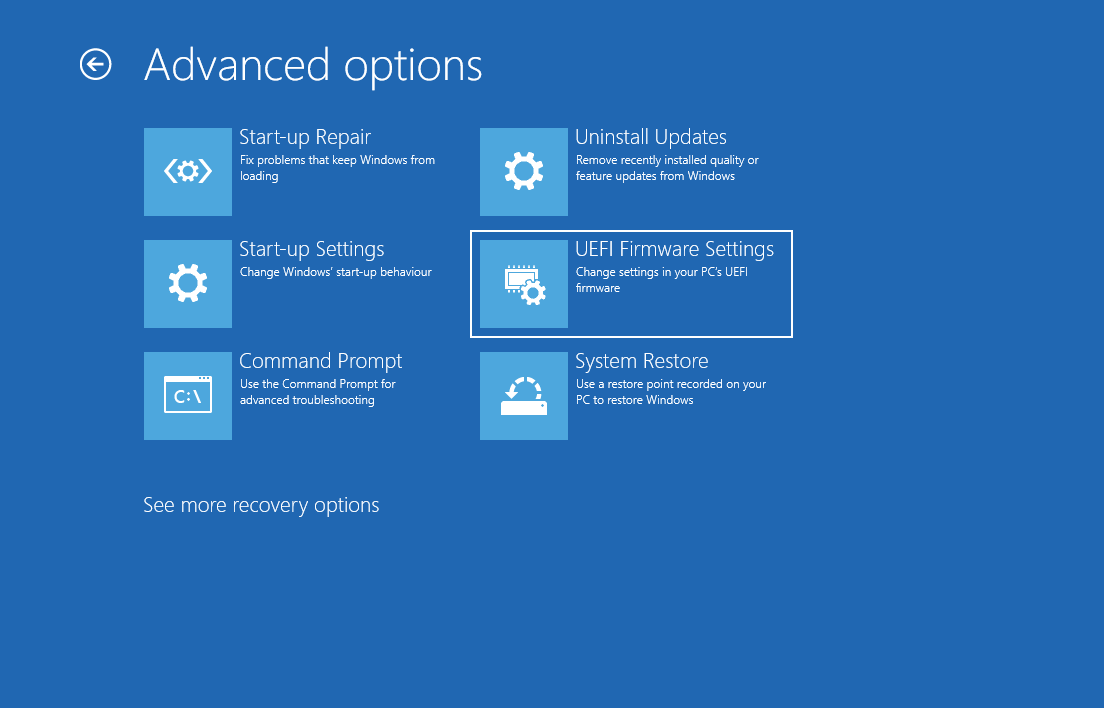 Advanced options
Start-up Repair
Fix problems that keep Windows from
loading
Uninstall Updates
Remove recently installed quality or
feature updates from Windows
Start-up Settings
Change Windows’ start-up behaviour
UEFI Firmware Settings
Change settings in your PC’s UEFI
firmware
Command Prompt
Use the Command Prompt for
advanced troubleshooting
C:\
System Restore
Use a restore point recorded on your
PC to restore Windows
See more recovery options